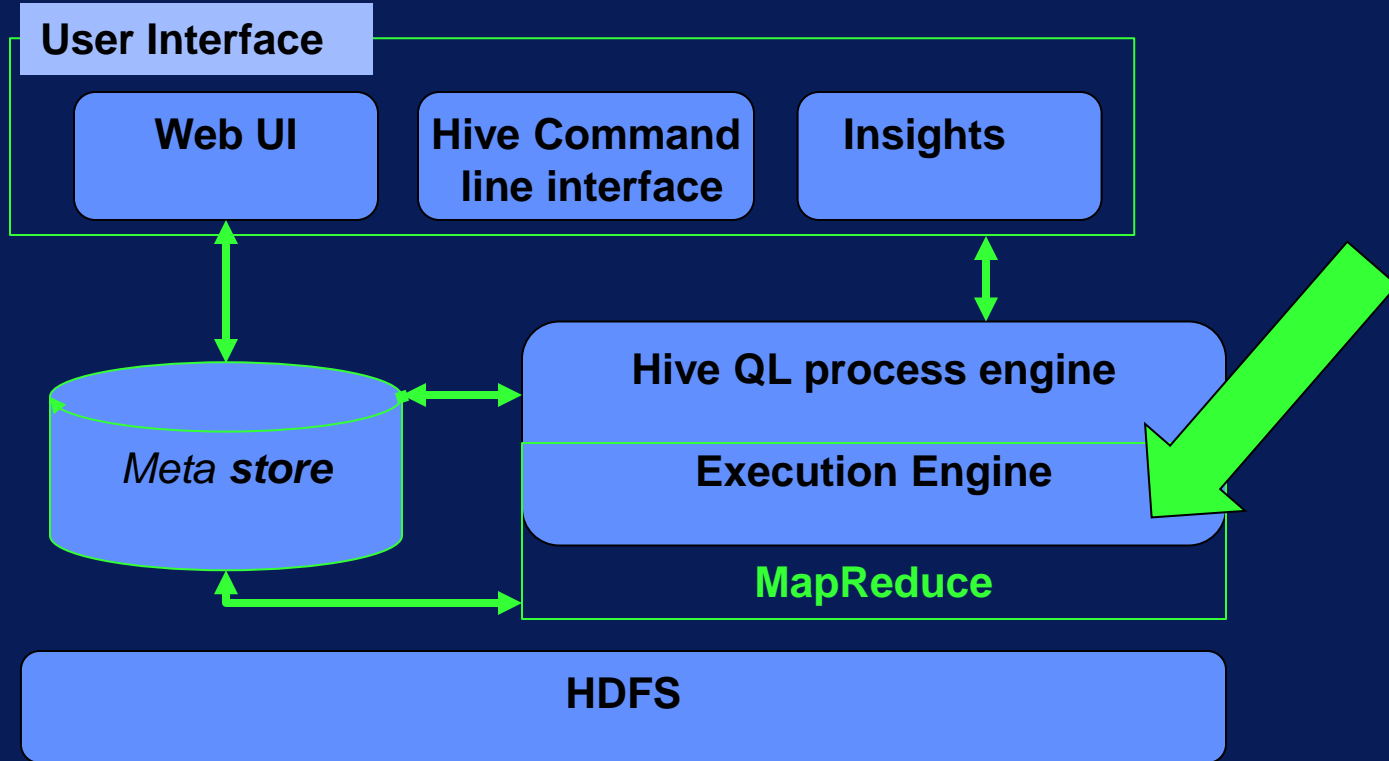 User Interface
Web UI
Hive Command
line interface
Insights
Hive QL process engine
Meta store
Execution Engine
MapReduce
HDFS